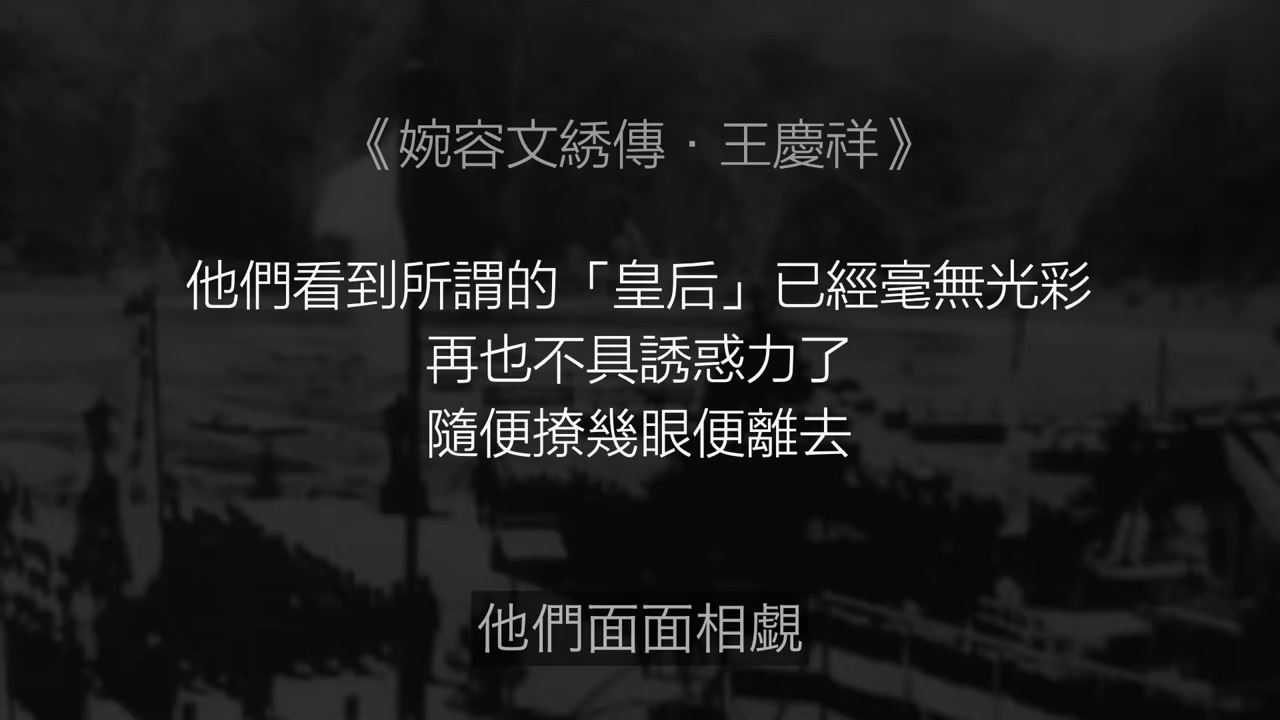 《婉容文綉傳・王慶祥》
他們看到所謂的「皇后」已經毫無光彩
再也不具誘惑力了
隨便撩幾眼便離去
他們面面相覷